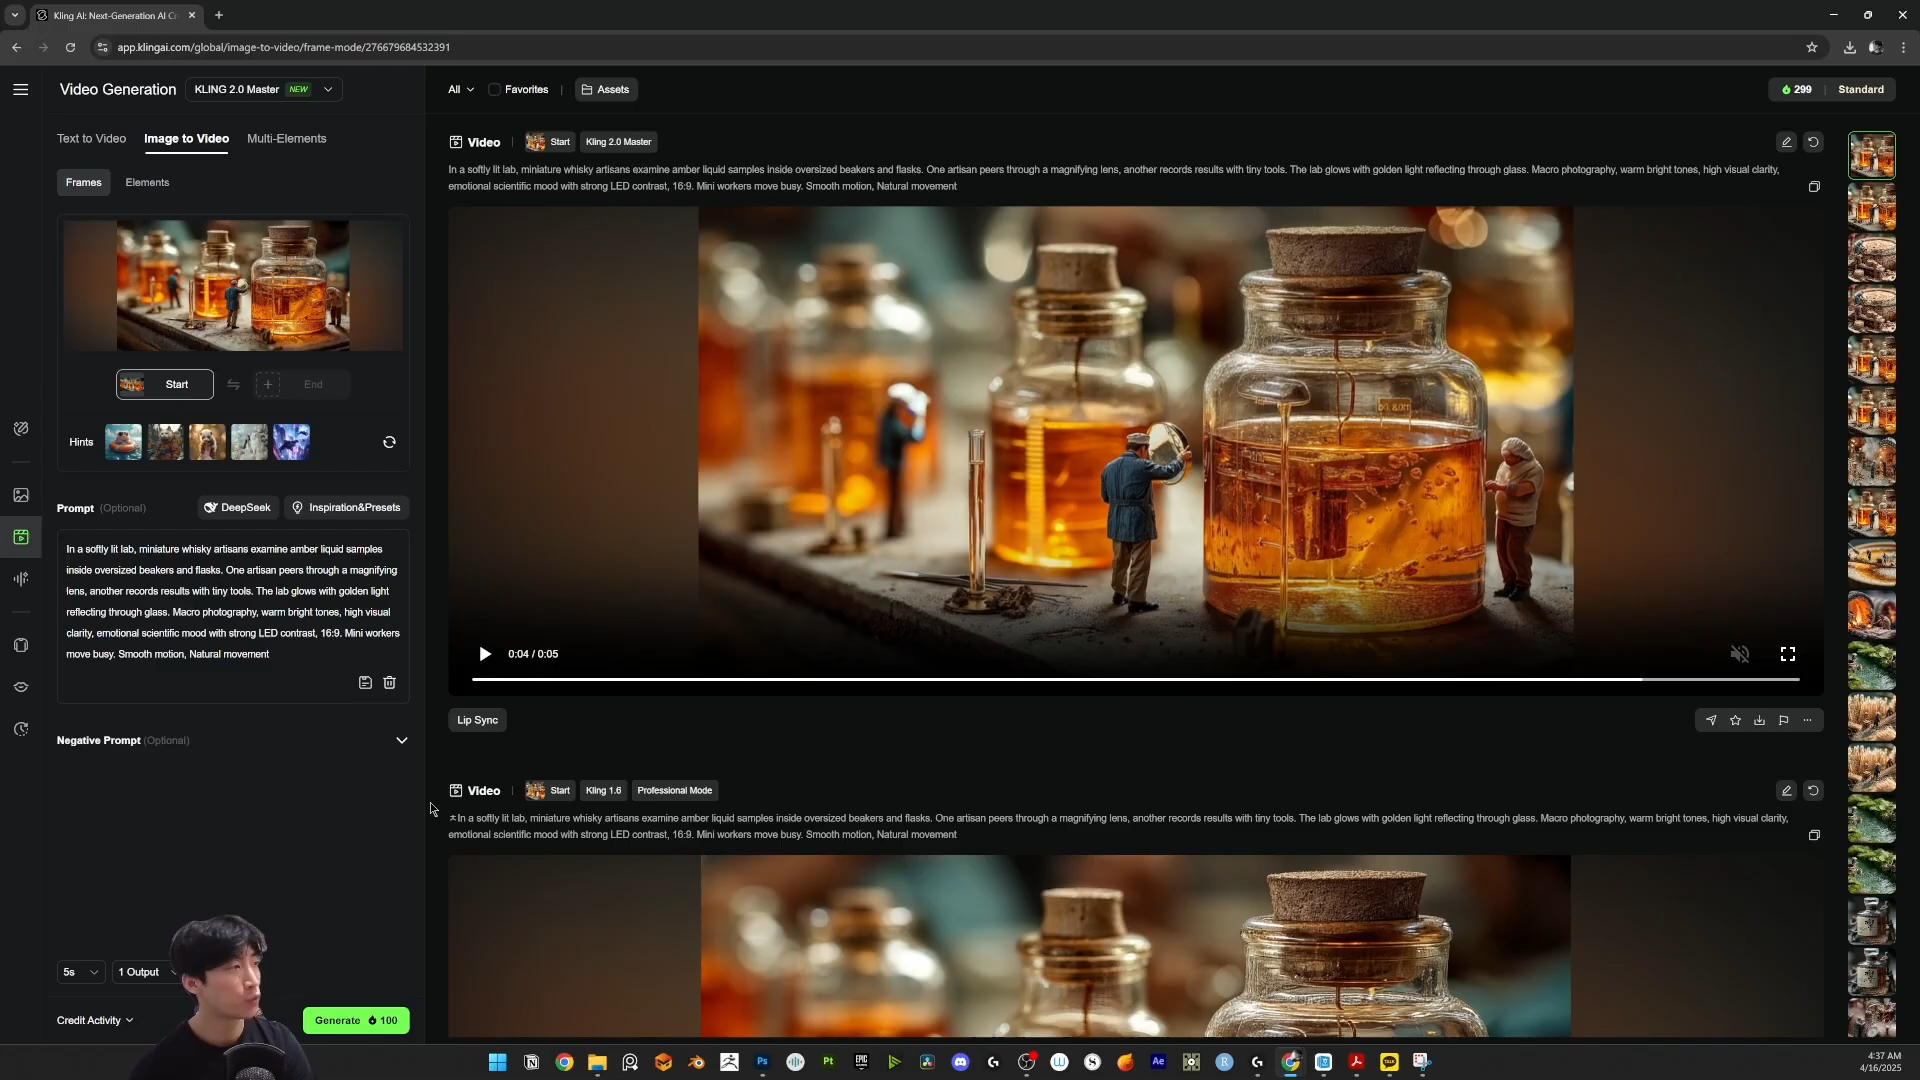 Kling AI: Next-Generation AI Cr
app.klingai.com/global/image-to-video/frame-mode/276679684532391
Video Generation
KLING 2.0 Master NEW
Text to Video
Image to Video
Multi-Elements
Frames
Elements
Start
End
Hints
Prompt (Optional)
DeepSeek
Inspiration&Presets
In a softly lit lab, miniature whisky artisans examine amber liquid samples
inside oversized beakers and flasks. One artisan peers through a magnifying
lens, another records results with tiny tools. The lab glows with golden light
reflecting through glass. Macro photography, warm bright tones, high visual
clarity, emotional scientific mood with strong LED contrast, 16:9. Mini workers
move busy. Smooth motion, Natural movement
Negative Prompt (Optional)
5s
1 Output
Credit Activity
Generate 100
All
Favorites
Assets
299
Standard
Video
Start
Kling 2.0 Master
In a softly lit lab, miniature whisky artisans examine amber liquid samples inside oversized beakers and flasks. One artisan peers through a magnifying lens, another records results with tiny tools. The lab glows with golden light reflecting through glass. Macro photography, warm bright tones, high visual clarity,
emotional scientific mood with strong LED contrast, 16:9. Mini workers move busy. Smooth motion, Natural movement
0:04 / 0:05
Lip Sync
Video
Start
Kling 1.6
Professional Mode
ㅊIn a softly lit lab, miniature whisky artisans examine amber liquid samples inside oversized beakers and flasks. One artisan peers through a magnifying lens, another records results with tiny tools. The lab glows with golden light reflecting through glass. Macro photography, warm bright tones, high visual clarity,
emotional scientific mood with strong LED contrast, 16:9. Mini workers move busy. Smooth motion, Natural movement
Ps
Pt
EPIC
Ae
R
TALK
4:37 AM
4/16/2025